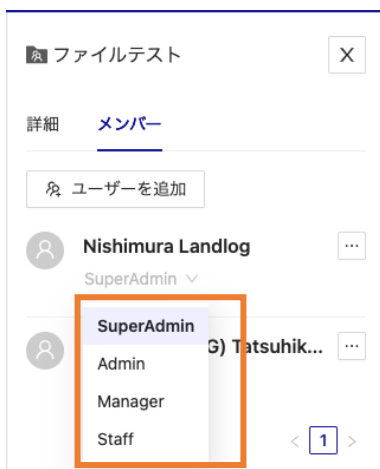 ファイルテスト
X
詳細 メンバー
ユーザーを追加
Nishimura Landlog
...
SuperAdmin
SuperAdmin
G) Tatsuhik...
...
Admin
Manager
Staff
< 1 >